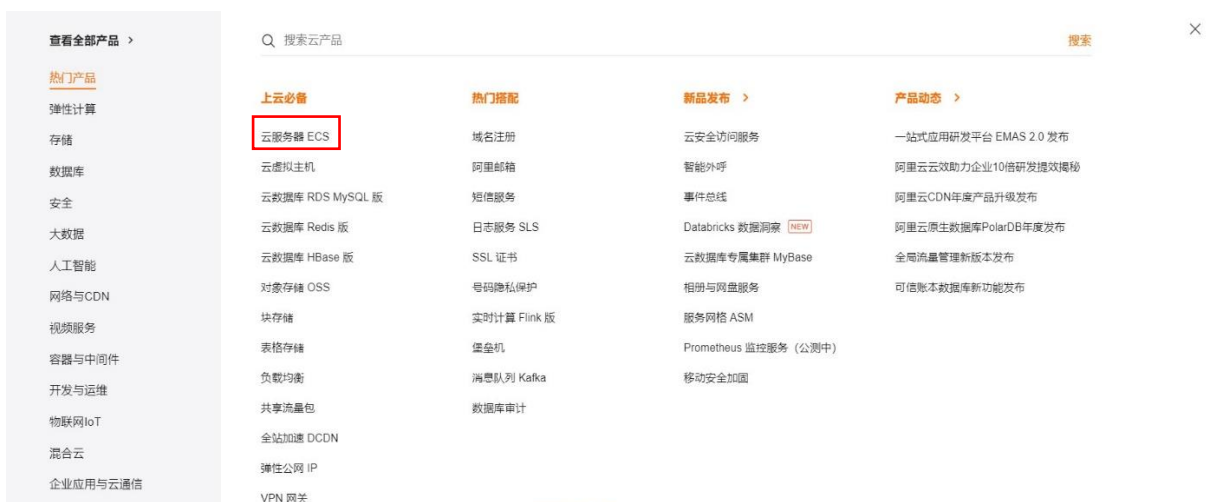 查看全部产品 >
热门产品
弹性计算
存储
数据库
安全
大数据
人工智能
网络与CDN
视频服务
容器与中间件
开发与运维
物联网IoT
混合云
企业应用与云通信
搜索云产品
搜索
上云必备
云服务器 ECS
云虚拟主机
云数据库 RDS MySQL 版
云数据库 Redis 版
云数据库 HBase 版
对象存储 OSS
块存储
表格存储
负载均衡
共享流量包
全站加速 DCDN
弹性公网 IP
VPN 网关
热门搭配
域名注册
阿里邮箱
短信服务
日志服务 SLS
SSL 证书
号码隐私保护
实时计算 Flink 版
堡垒机
消息队列 Kafka
数据库审计
新品发布 >
云安全访问服务
智能外呼
事件总线
Databricks 数据洞察 NEW
云数据库专属集群 MyBase
相册与网盘服务
服务网格 ASM
Prometheus 监控服务（公测中）
移动安全加固
产品动态 >
一站式应用研发平台 EMAS 2.0 发布
阿里云云效助力企业10倍研发提效揭秘
阿里云CDN年度产品升级发布
阿里云原生数据库PolarDB年度发布
全局流量管理新版本发布
可信账本数据库新功能发布